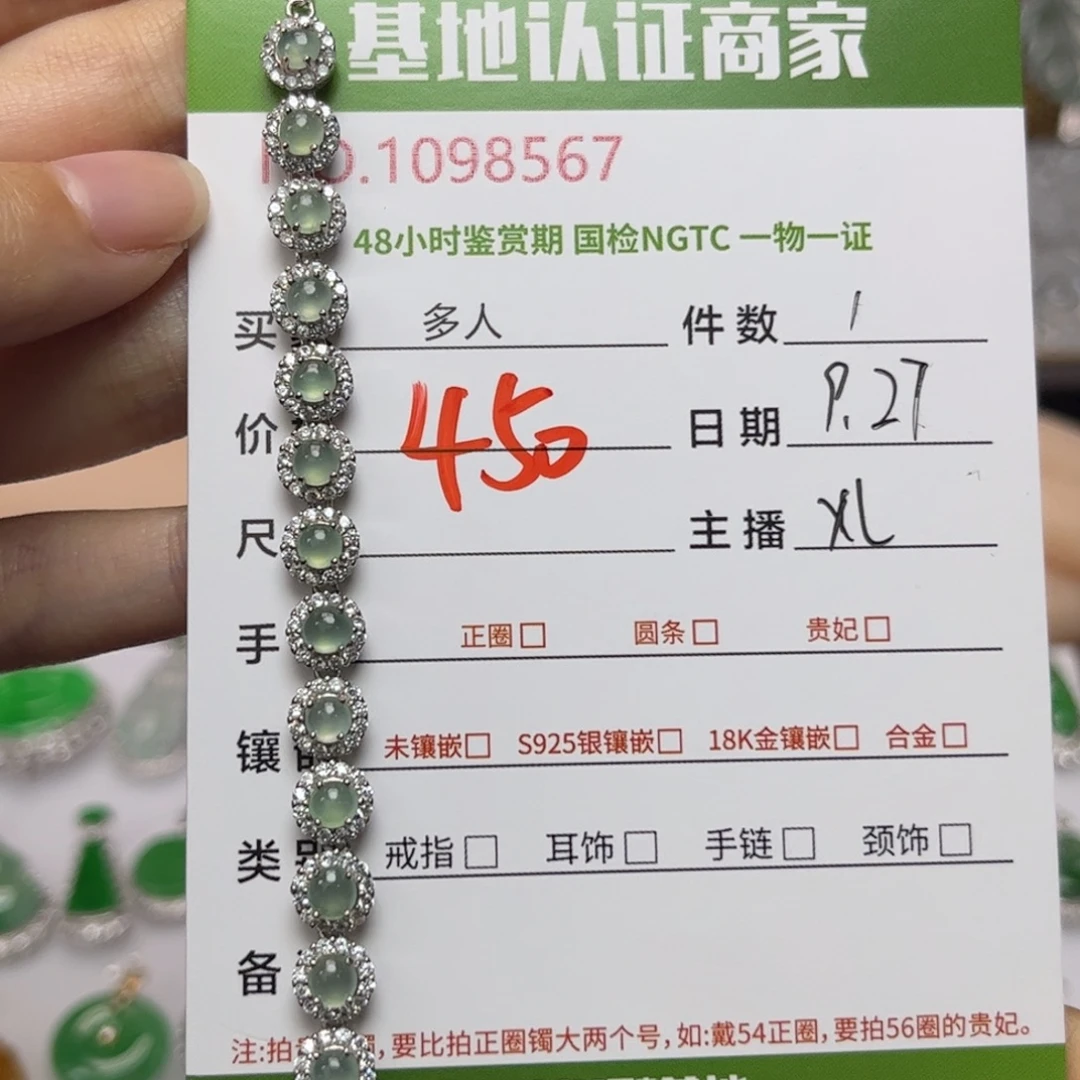 基地认证商家
NO.1098567
48小时鉴赏期 国检NGTC 一物一证
买 多人 件数 1
价 450 日期 9.27
尺 主播 XL
手 正圈□ 圆条□ 贵妃□
镶 未镶嵌□ S925银镶嵌□ 18K金镶嵌□ 合金□
类 戒指□ 耳饰□ 手链□ 颈饰□
备
注:拍 镯,要比拍正圈镯大两个号,如:戴54正圈,要拍56圈的贵妃。